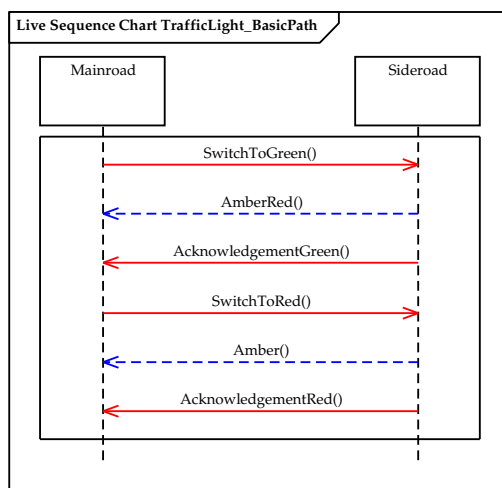 Live Sequence Chart TrafficLight_BasicPath
Mainroad
Sideroad
SwitchToGreen()
AmberRed()
AcknowledgementGreen()
SwitchToRed()
Amber()
AcknowledgementRed()